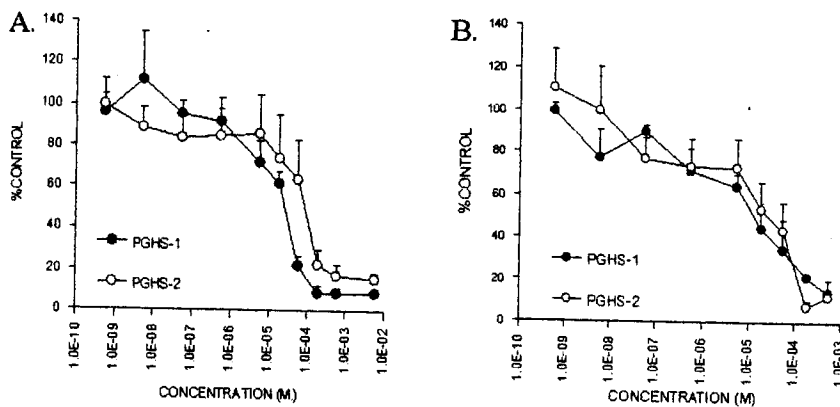 A.
140
120
100
80
60
40
20
0
%CONTROL
PGHS-1
PGHS-2
1.0E-10
1.0E-09
1.0E-08
1.0E-07
1.0E-06
1.0E-05
1.0E-04
1.0E-03
1.0E-02
CONCENTRATION (M)
B.
140
120
100
80
60
40
20
0
%CONTROL
PGHS-1
PGHS-2
1.0E-10
1.0E-09
1.0E-08
1.0E-07
1.0E-06
1.0E-05
1.0E-04
1.0E-03
CONCENTRATION (M)